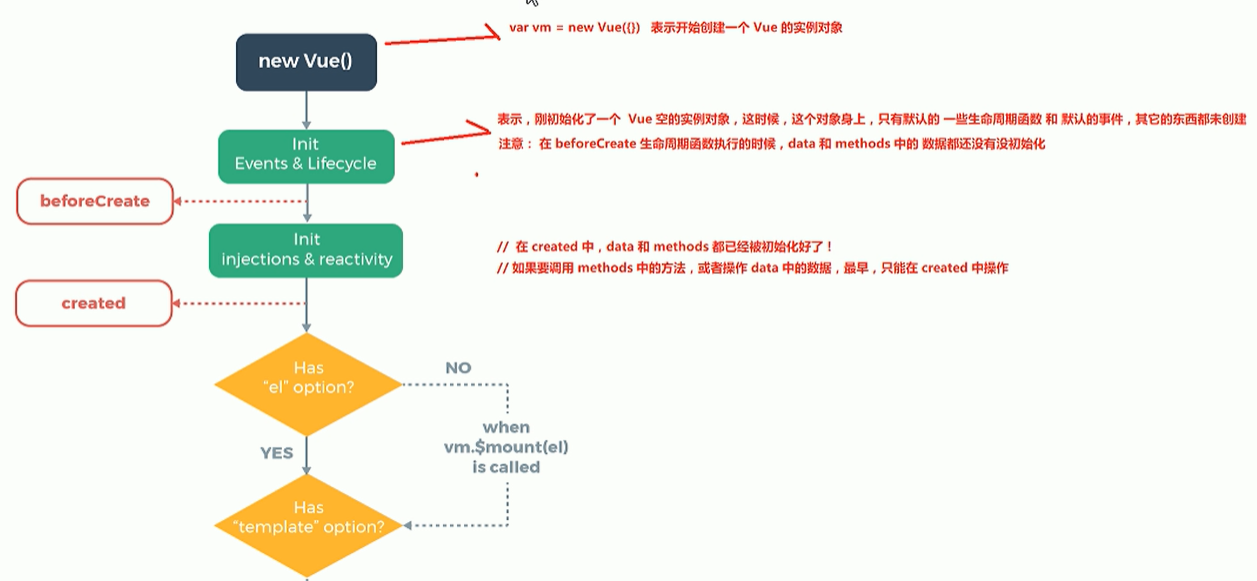 var vm = new Vue({}) 表示开始创建一个 Vue 的实例对象
new Vue()
表示，刚初始化了一个 Vue 空的实例对象，这时候，这个对象身上，只有默认的 一些生命周期函数 和 默认的事件，其它的东西都未创建
注意： 在 beforeCreate 生命周期函数执行的时候，data 和 methods 中的 数据都还没有没初始化
Init
Events & Lifecycle
beforeCreate
Init
injections & reactivity
// 在 created 中，data 和 methods 都已经被初始化好了！
// 如果要调用 methods 中的方法，或者操作 data 中的数据，最早，只能在 created 中操作
created
Has
“el” option?
NO
when
vm.$mount(el)
is called
YES
Has
“template” option?